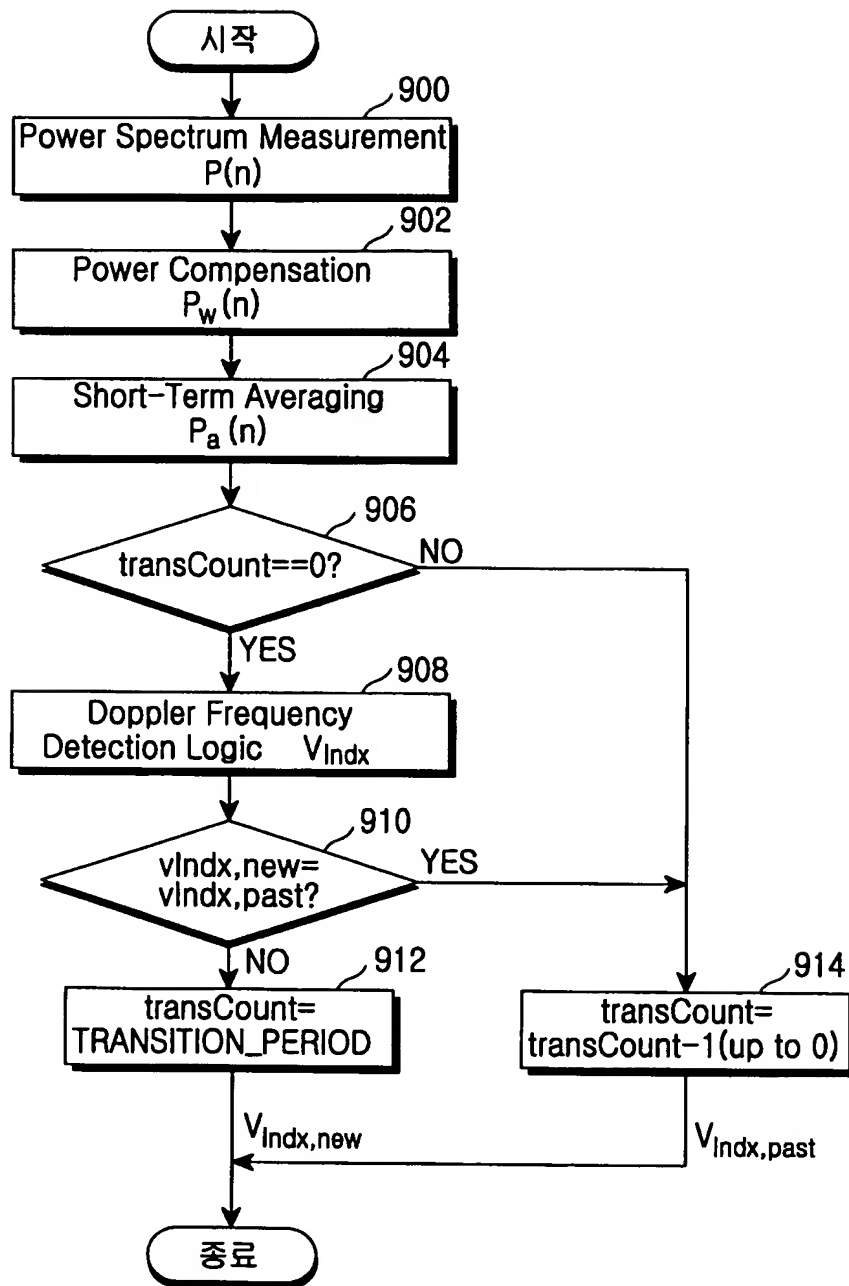 시작
900
Power Spectrum Measurement
P(n)
902
Power Compensation
Pw(n)
904
Short-Term Averaging
Pa(n)
906
transCount==0?
NO
YES
908
Doppler Frequency
Detection Logic VIndx
910
vIndx,new=
vIndx,past?
YES
NO
912
transCount=
TRANSITION_PERIOD
914
transCount=
transCount-1(up to 0)
VIndx,new
VIndx,past
종료